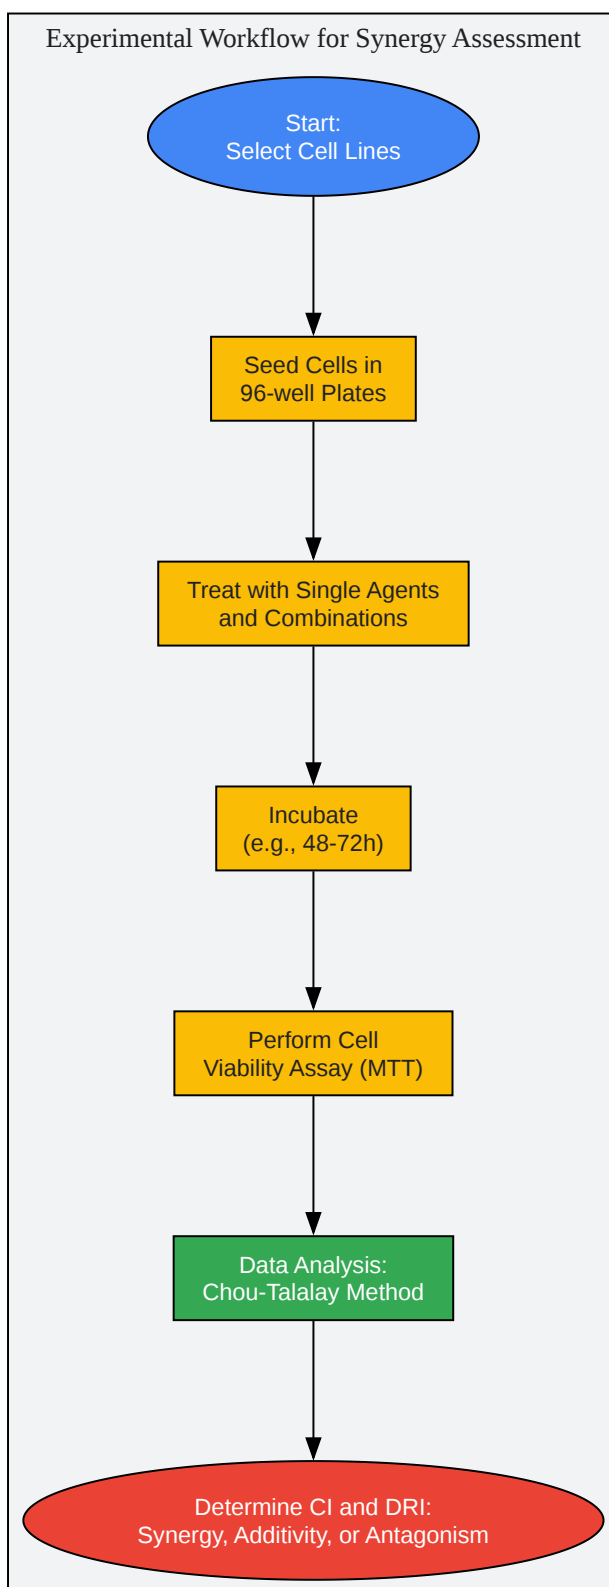 Experimental Workflow for Synergy Assessment
Start:
Select Cell Lines
Seed Cells in
96-well Plates
Treat with Single Agents
and Combinations
Incubate
(e.g., 48-72h)
Perform Cell
Viability Assay (MTT)
Data Analysis:
Chou-Talalay Method
Determine CI and DRI:
Synergy, Additivity, or Antagonism